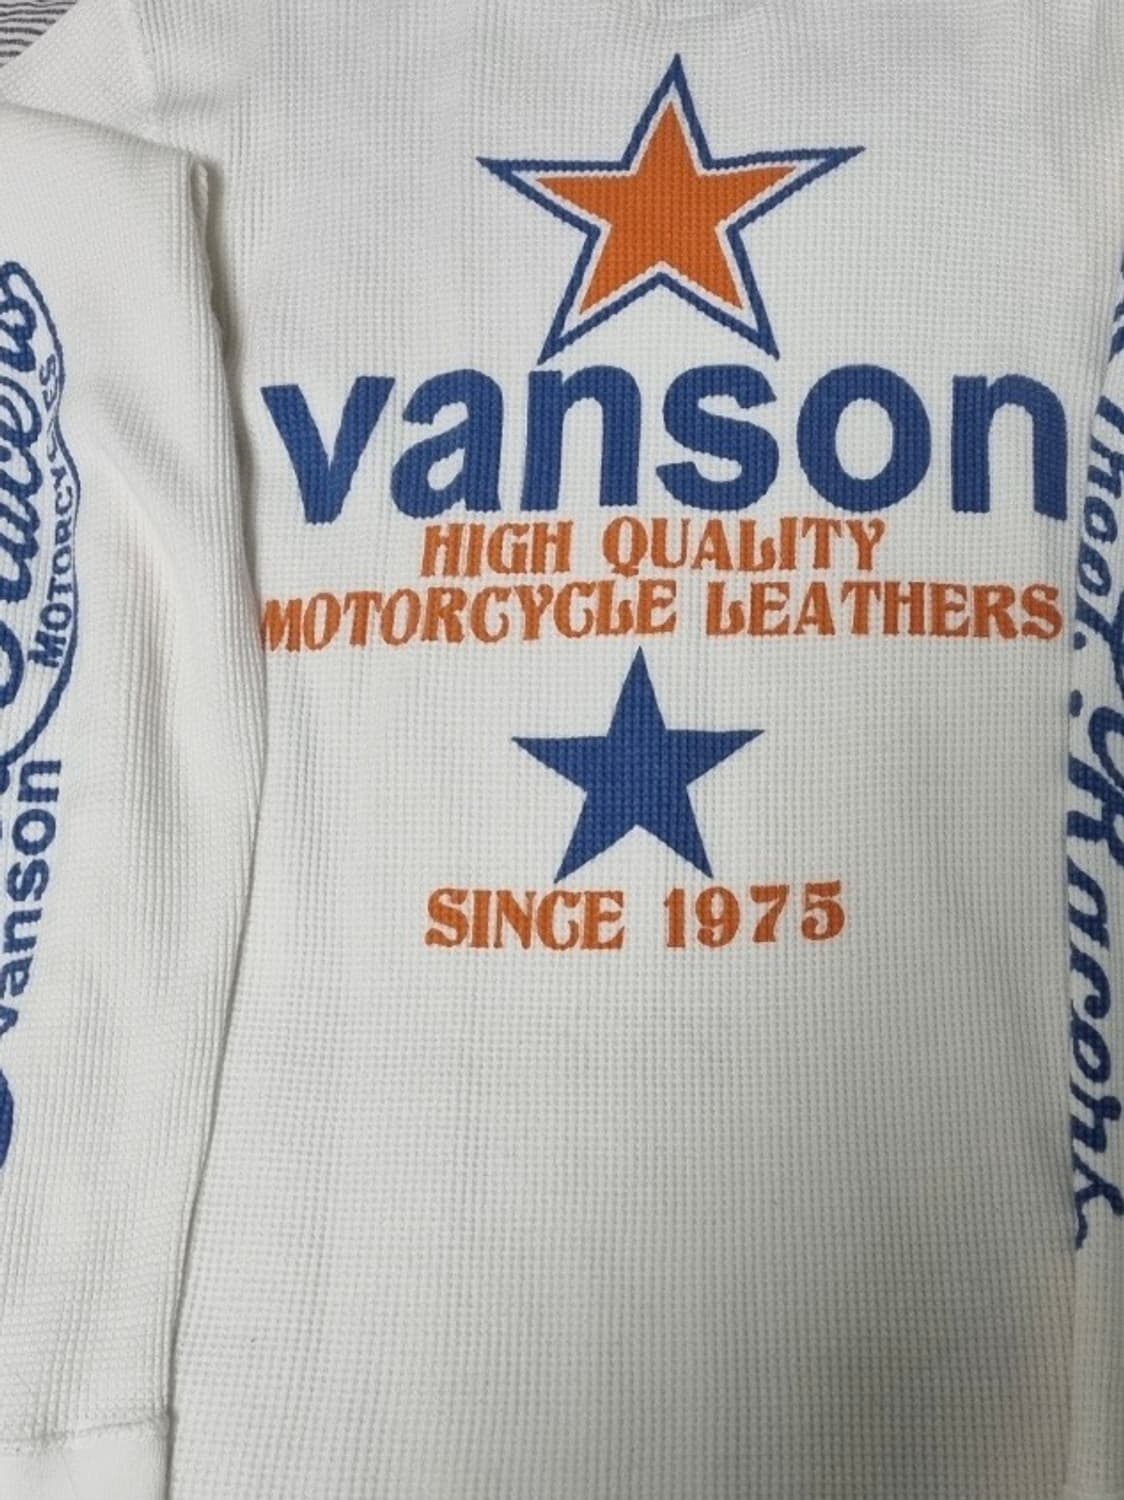 vanson
HIGH QUALITY
MOTORCYCLE LEATHERS
SINCE 1975
MOTORCYCLES
vanson